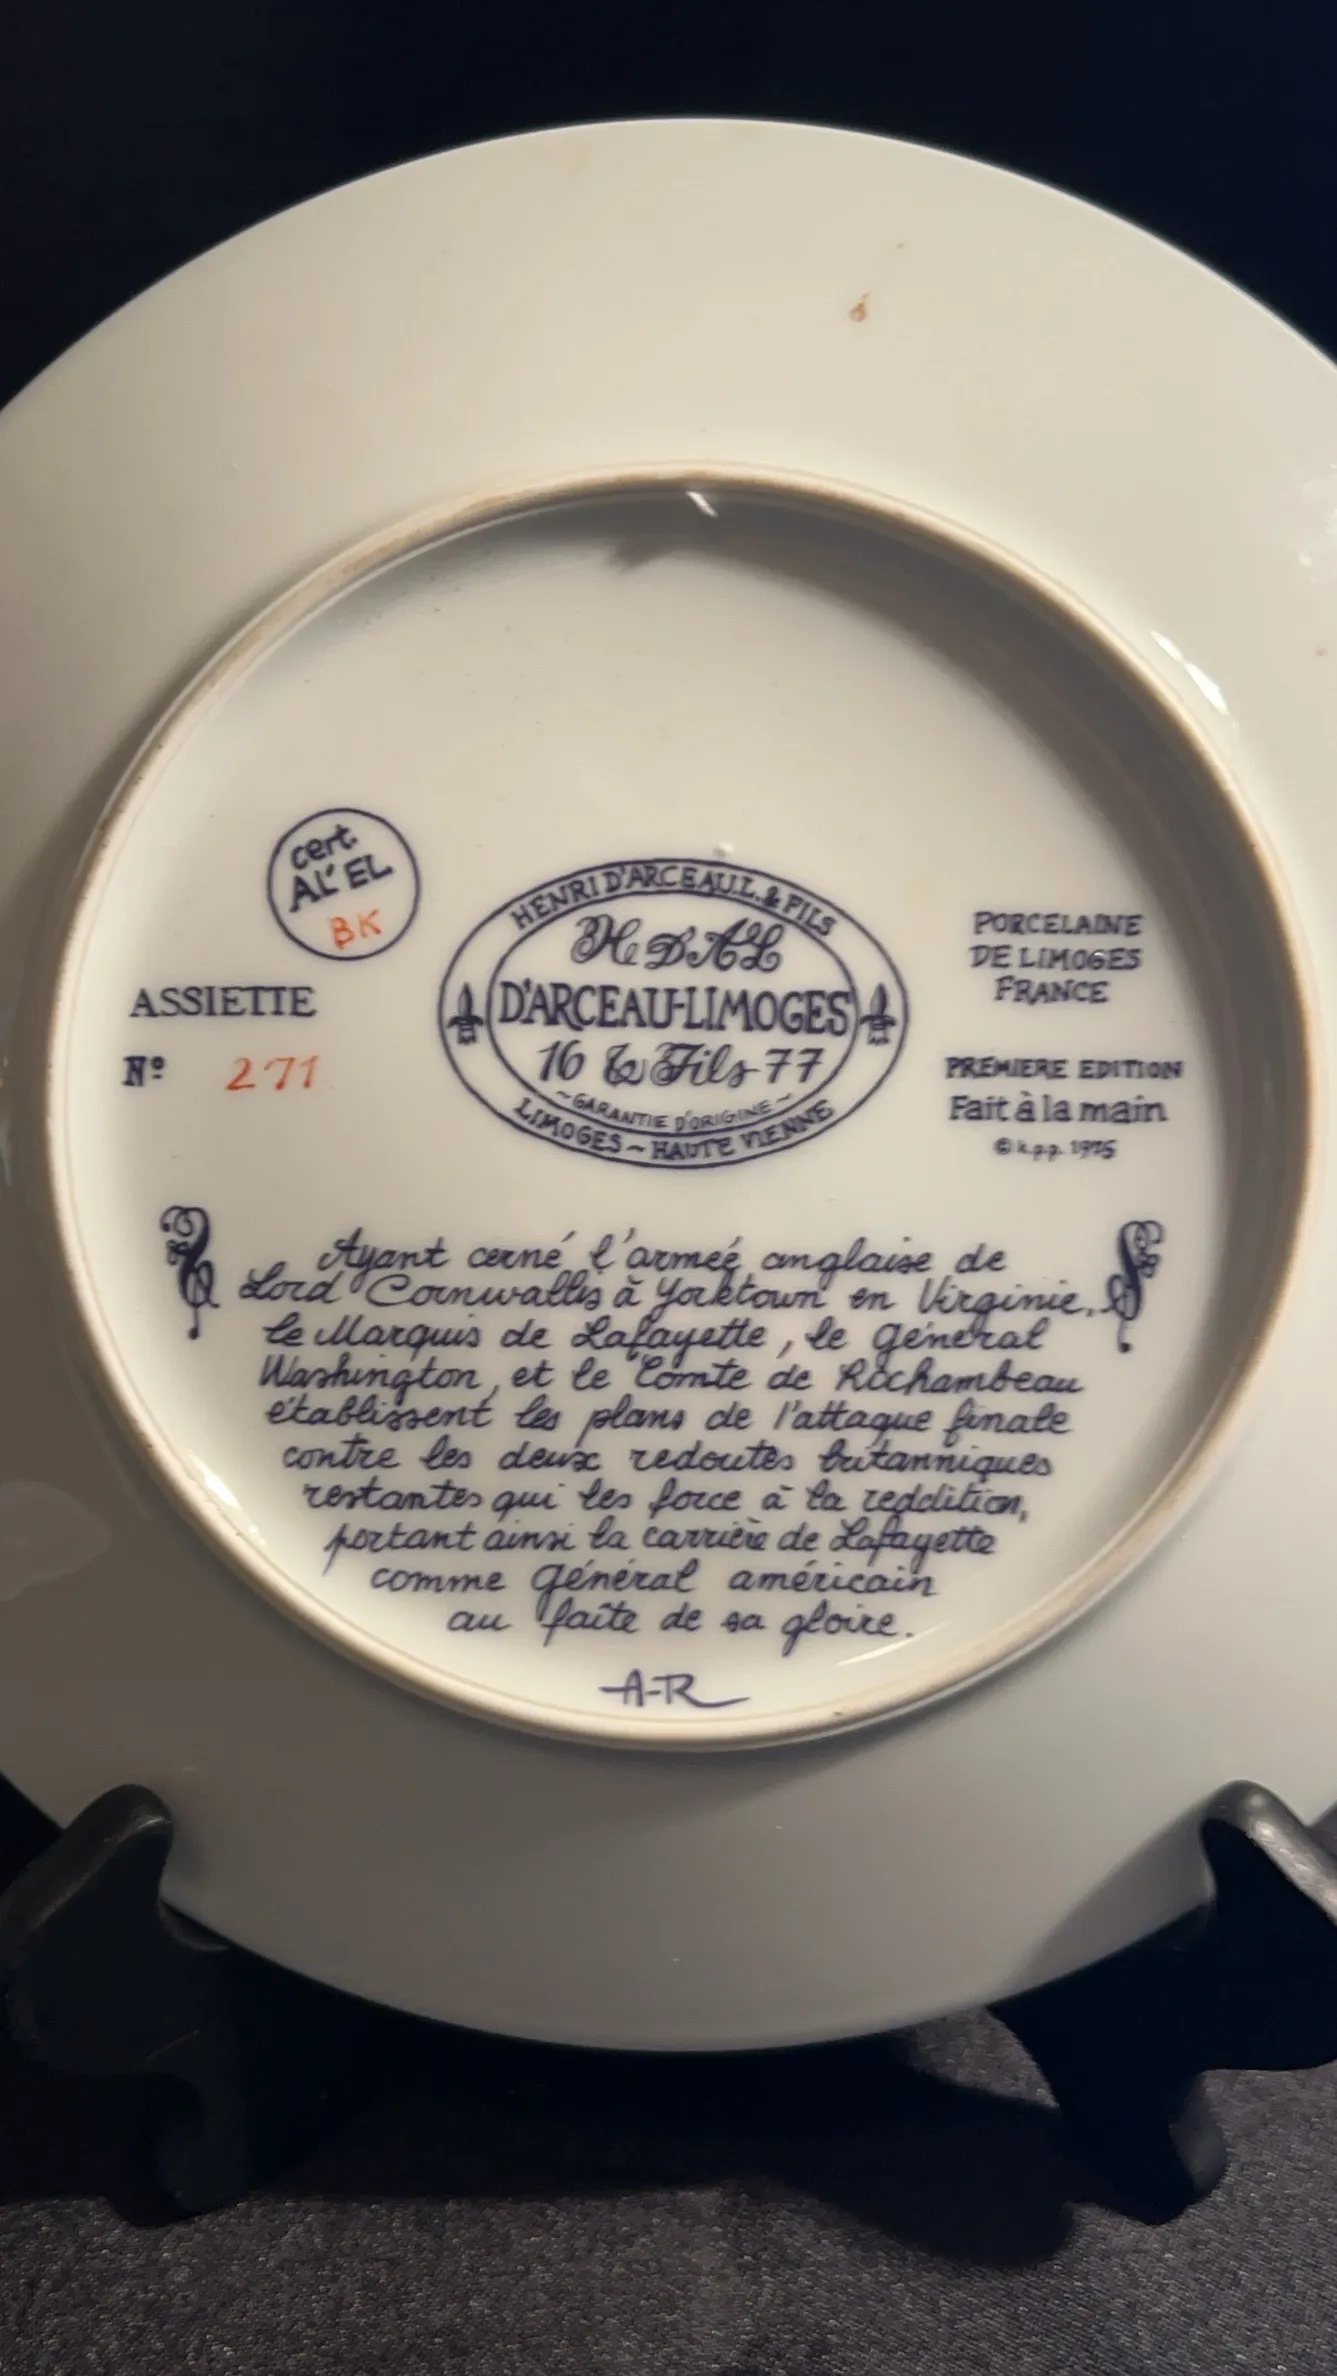 cert.
AL' EL
BK
ASSIETTE
Nº 271
HENRI D'ARCEAU L. & FILS
H D'A L
D'ARCEAU-LIMOGES
16 & Fils 77
~GARANTIE D'ORIGINE~
LIMOGES ~ HAUTE VIENNE
PORCELAINE
DE LIMOGES
FRANCE
PREMIERE EDITION
Fait à la main
© k.p.p. 1975
Ayant cerné l'armeé anglaise de
Lord Cornwallis à Yorktown en Virginie,
le Marquis de Lafayette, le Général
Washington, et le Comte de Rochambeau
établissent les plans de l'attaque finale
contre les deux redoutes britanniques
restantes qui les force à la reddition,
portant ainsi la carrière de Lafayette
comme Général américain
au faîte de sa gloire.
A-R